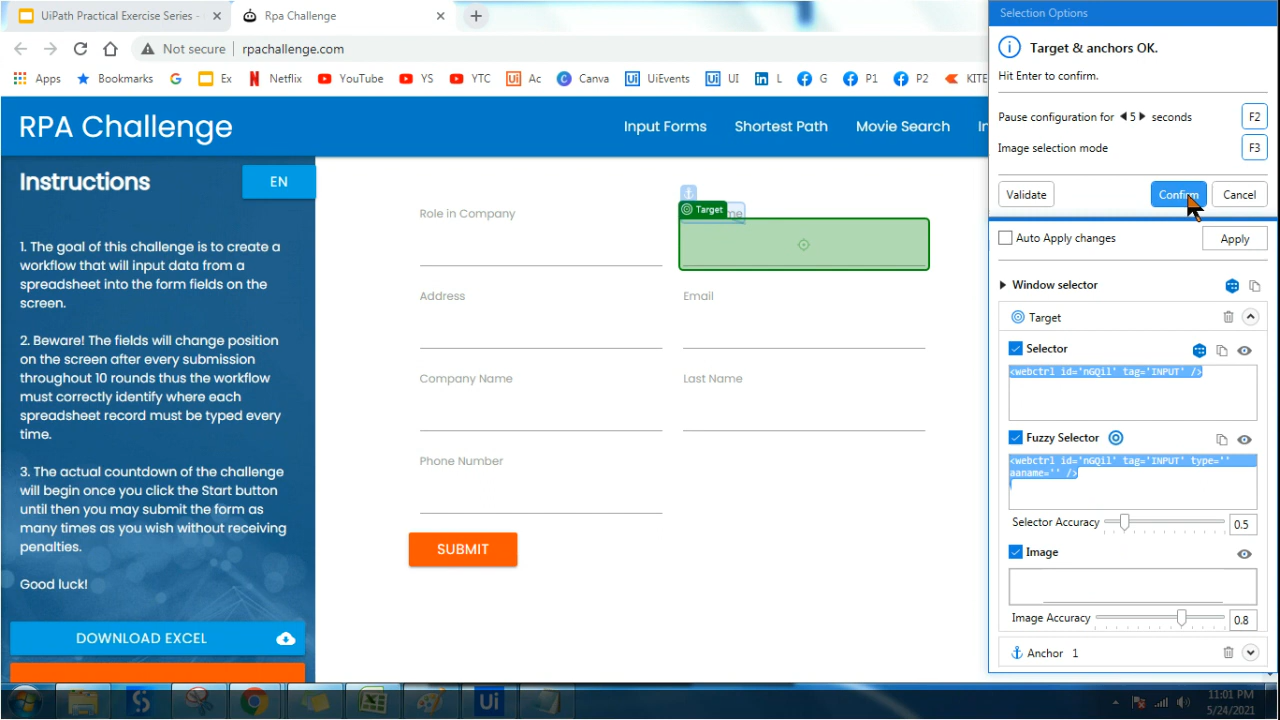 UiPath Practical Exercise Series -
Rpa Challenge
Not secure
rpachallenge.com
Apps
Bookmarks
Ex
Netflix
YouTube
YS
YTC
Ac
Canva
UiEvents
UI
G
P1
P2
KITE
RPA Challenge
Input Forms
Shortest Path
Movie Search
Instructions
EN
1. The goal of this challenge is to create a
workflow that will input data from a
spreadsheet into the form fields on the
screen.
2. Beware! The fields will change position
on the screen after every submission
throughout 10 rounds thus the workflow
must correctly identify where each
spreadsheet record must be typed every
time.
3. The actual countdown of the challenge
will begin once you click the Start button
until then you may submit the form as
many times as you wish without receiving
penalties.
Good luck!
DOWNLOAD EXCEL
Role in Company
Target
Address
Email
Company Name
Last Name
Phone Number
SUBMIT
Selection Options
Target & anchors OK.
Hit Enter to confirm.
Pause configuration for 5 seconds
F2
Image selection mode
F3
Validate
Confirm
Cancel
Auto Apply changes
Apply
Window selector
Target
Selector
<webctrl id='nGQil' tag='INPUT' />
Fuzzy Selector
<webctrl id='nGQil' tag='INPUT' type=''
aaname='' />
Selector Accuracy
0.5
Image
Image Accuracy
0.8
Anchor 1
Ui
11:01 PM
5/24/2021